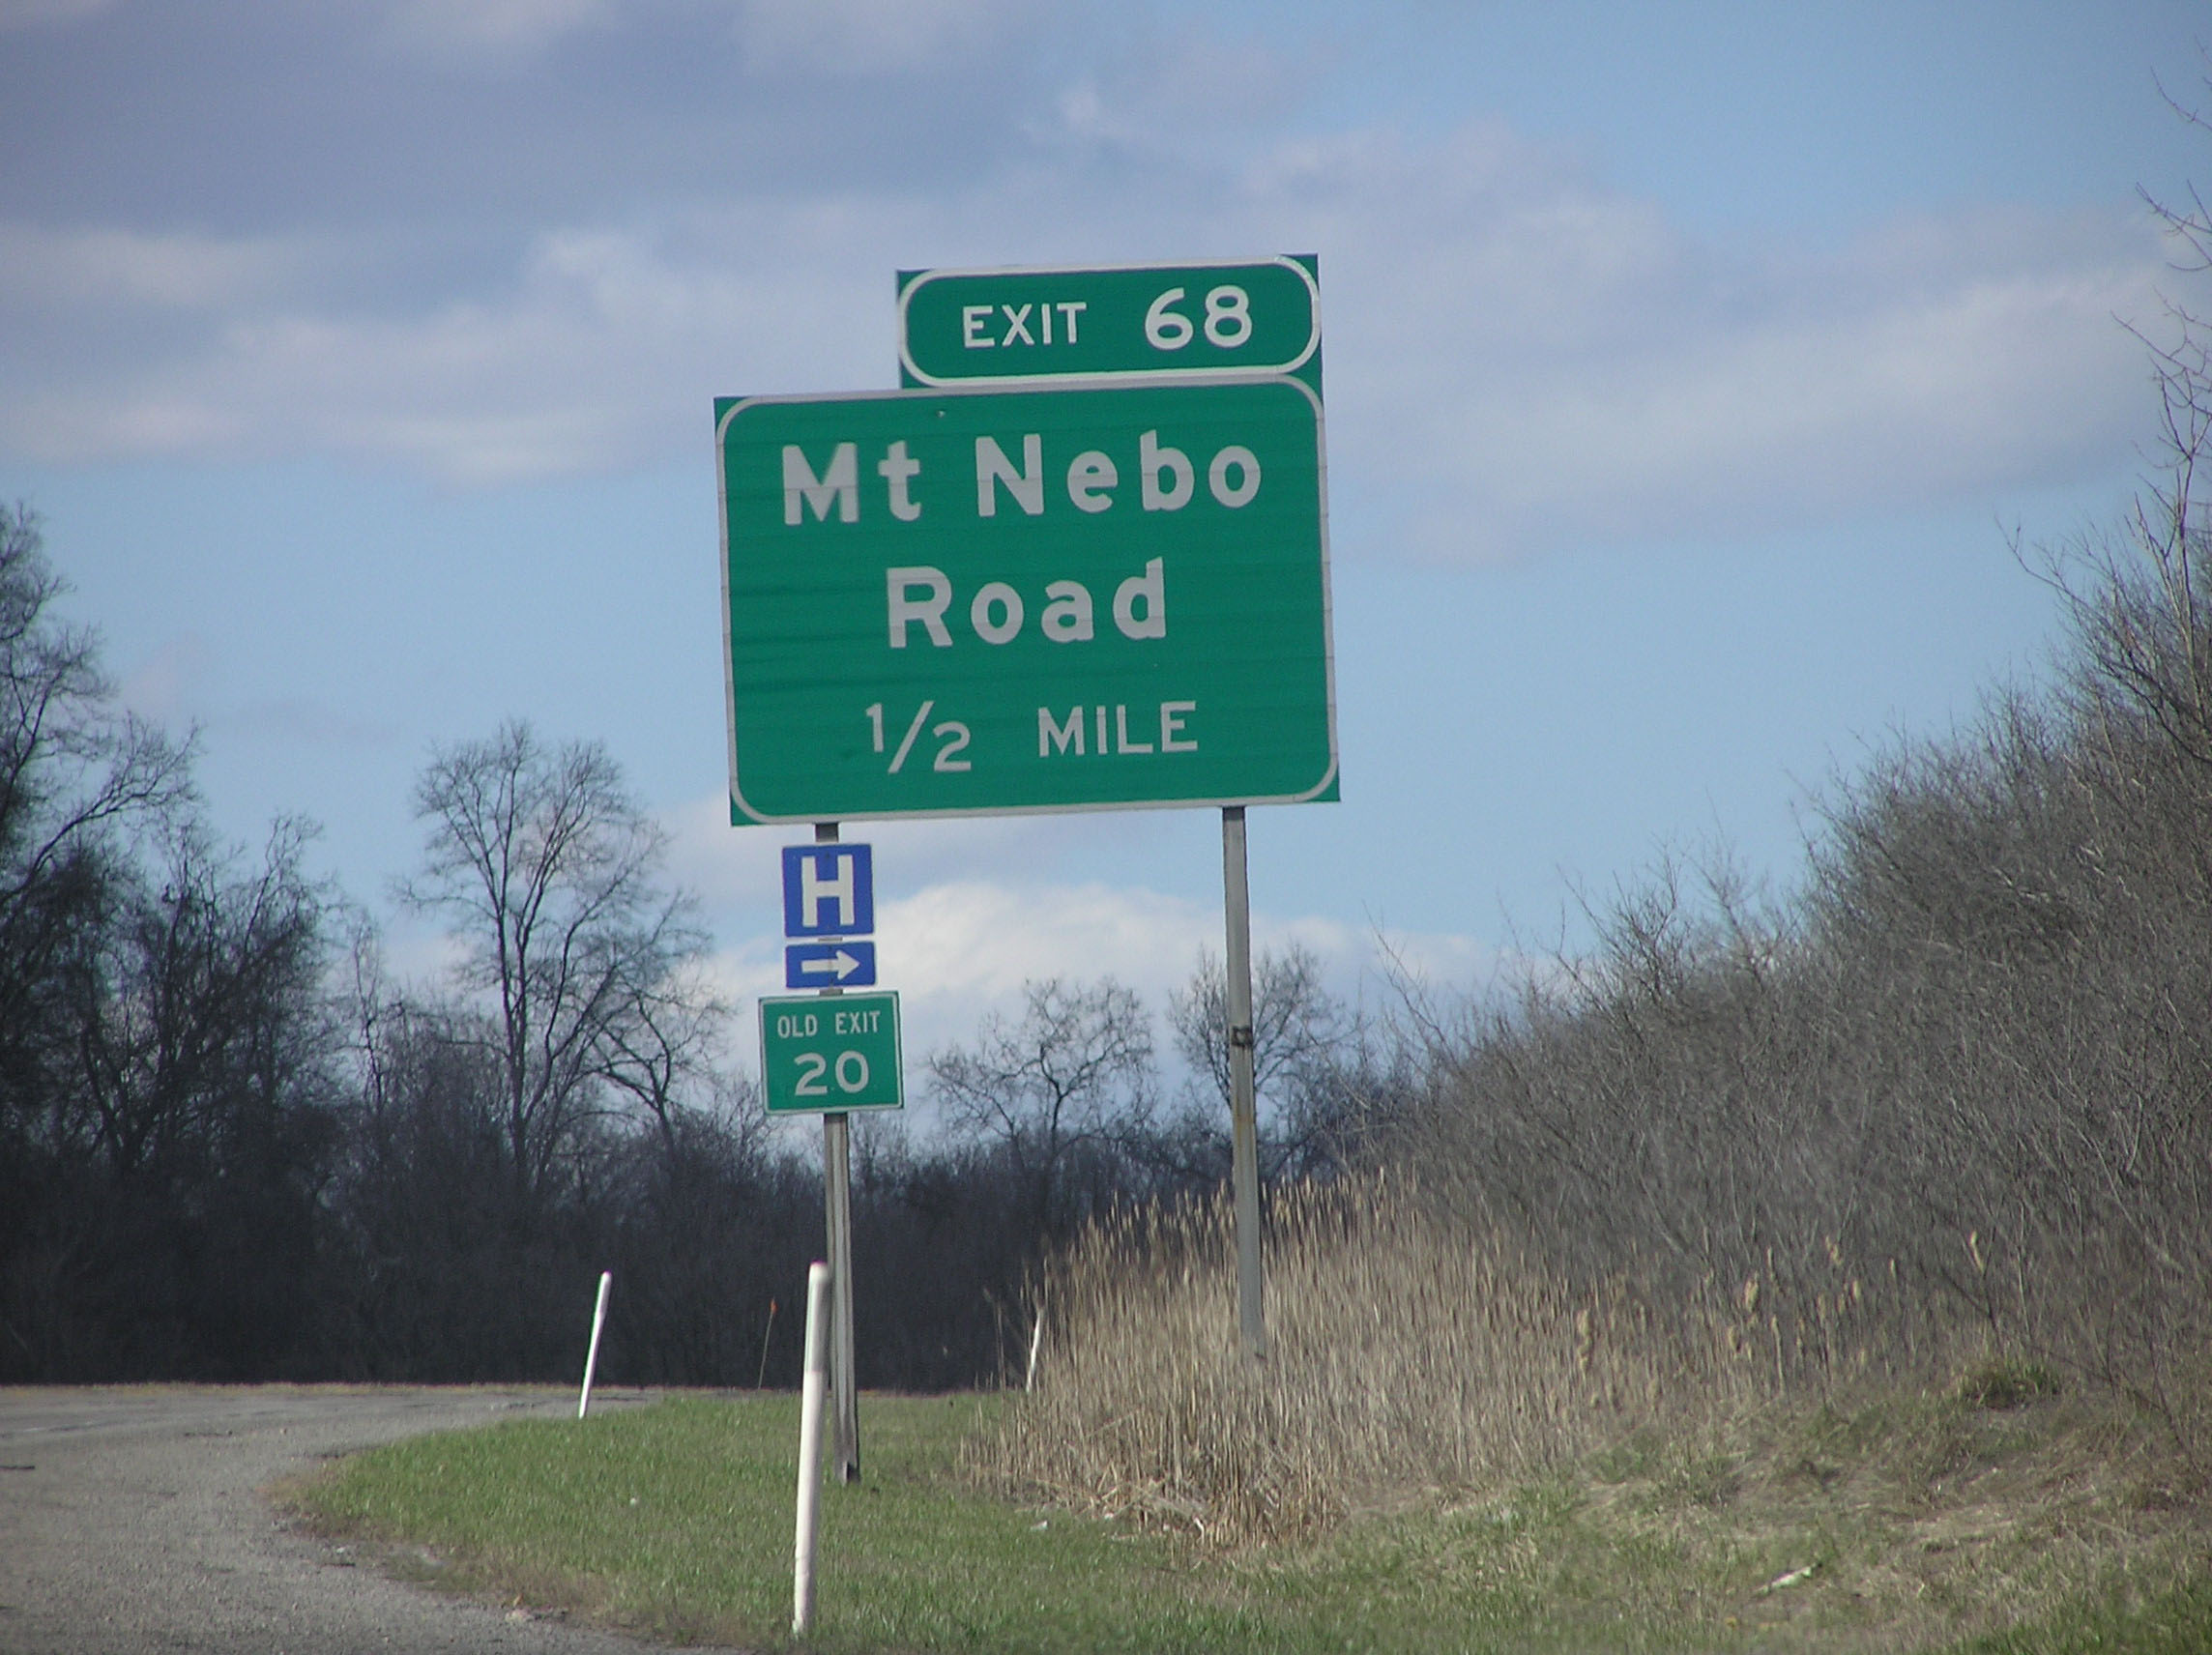 EXIT 68
Mt Nebo
Road
1/2 MILE
H
OLD EXIT
20